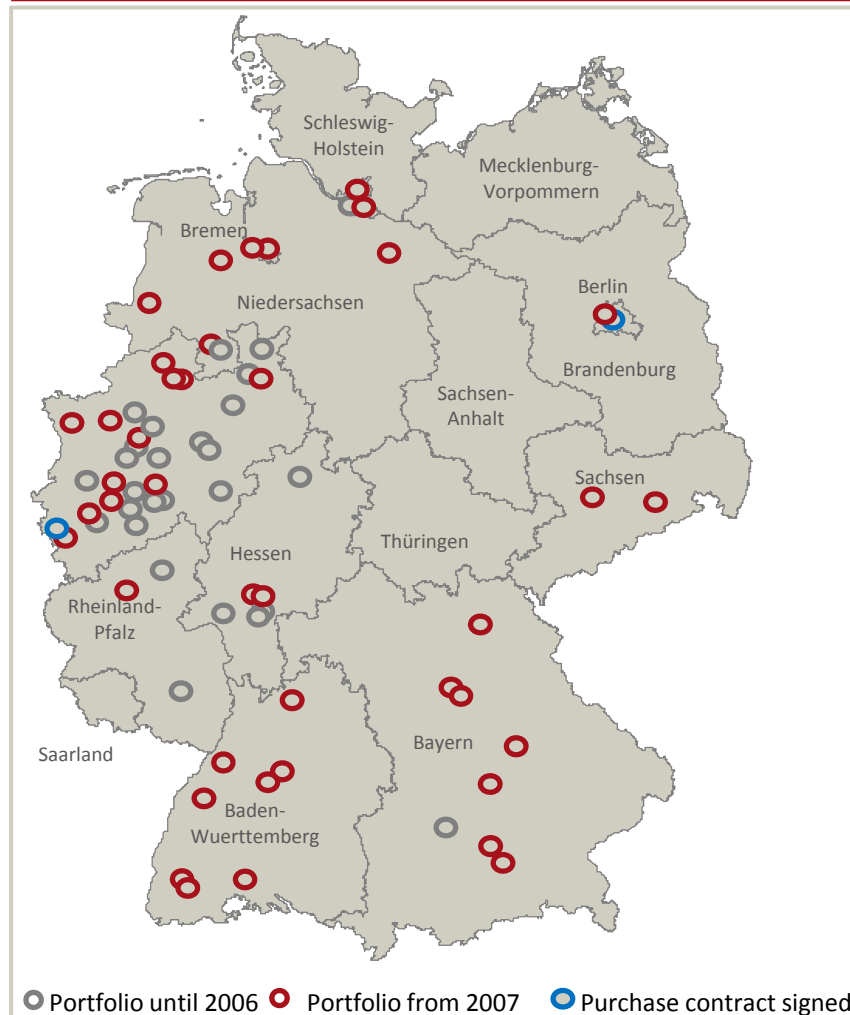 Schleswig-
Holstein
Mecklenburg-
Vorpommern
Bremen
Niedersachsen
Berlin
Brandenburg
Sachsen-
Anhalt
Sachsen
Hessen
Thüringen
Rheinland-
Pfalz
Bayern
Saarland
Baden-
Wuerttemberg
Portfolio until 2006 Portfolio from 2007 Purchase contract signed